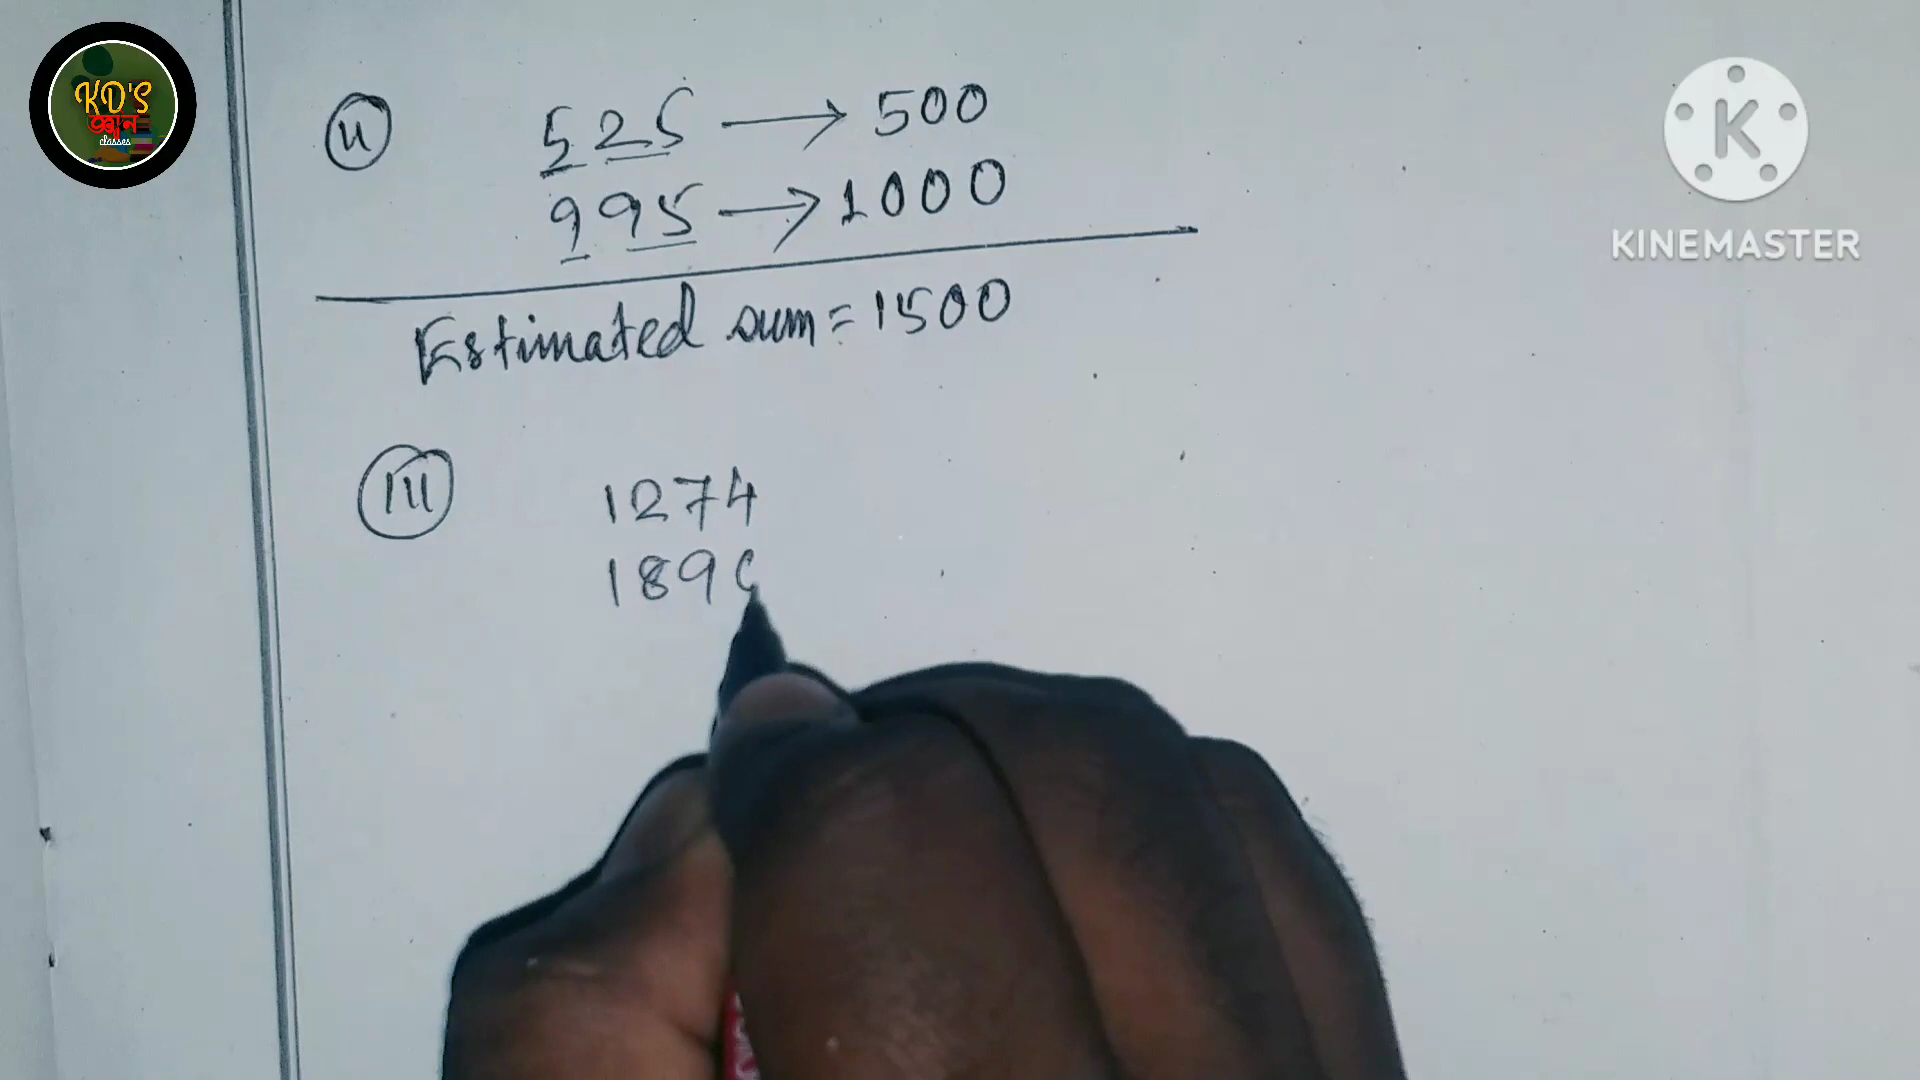 KD'S
জ্ঞান
classes
K
KINEMASTER
II
525 → 500
995 → 1000
Estimated sum = 1500
III
1274
189